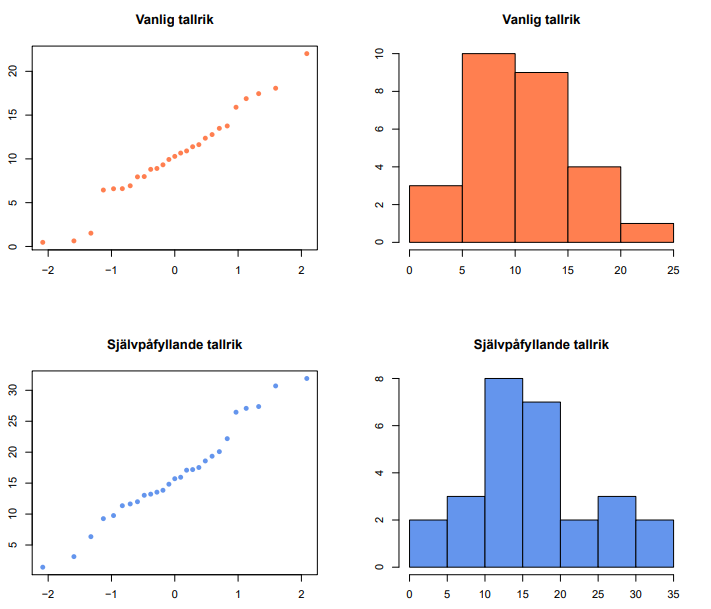 Vanlig tallrik
Vanlig tallrik
0 5 10 15 20
−2 −1 0 1 2
0 2 4 6 8 10
0 5 10 15 20 25
Självpåfyllande tallrik
Självpåfyllande tallrik
5 10 15 20 25 30
−2 −1 0 1 2
0 2 4 6 8
0 5 10 15 20 25 30 35